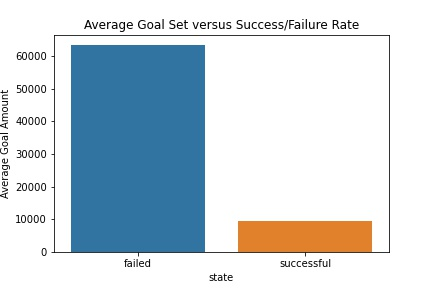 Average Goal Set versus Success/Failure Rate
Average Goal Amount
60000
50000
40000
30000
20000
10000
0
failed
successful
state